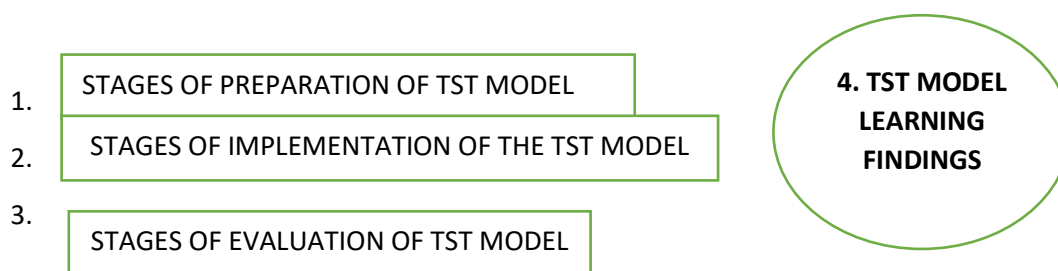 1. STAGES OF PREPARATION OF TST MODEL
2. STAGES OF IMPLEMENTATION OF THE TST MODEL
3. STAGES OF EVALUATION OF TST MODEL
4. TST MODEL
LEARNING
FINDINGS